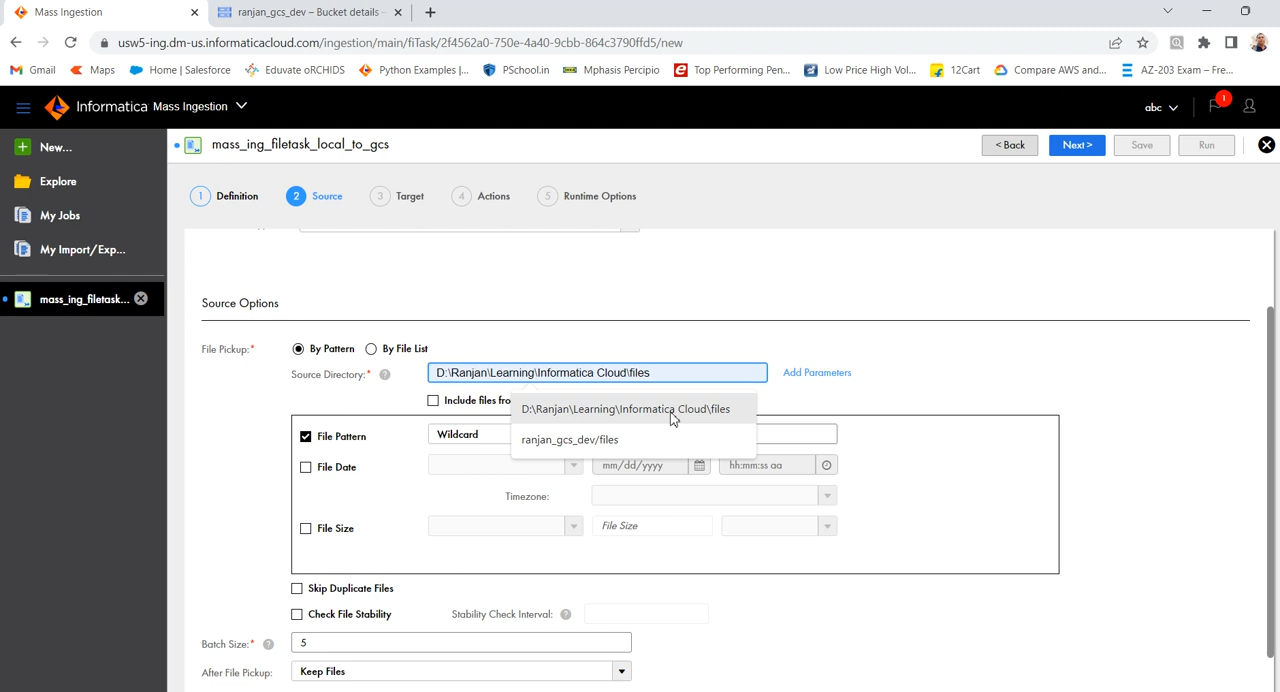 Mass Ingestion
ranjan_gcs_dev – Bucket details -
usw5-ing.dm-us.informaticacloud.com/ingestion/main/fiTask/2f4562a0-750e-4a40-9cbb-864c3790ffd5/new
Gmail Maps Home | Salesforce Eduvate oRCHIDS Python Examples |... PSchool.in Mphasis Percipio Top Performing Pen... Low Price High Vol... 12Cart Compare AWS and... AZ-203 Exam – Fre...
Informatica Mass Ingestion
abc
1
New...
mass_ing_filetask_local_to_gcs
< Back Next > Save Run
Explore
1 Definition 2 Source 3 Target 4 Actions 5 Runtime Options
My Jobs
My Import/Exp...
mass_ing_filetask...
Source Options
File Pickup:* By Pattern By File List
Source Directory:* ? D:\Ranjan\Learning\Informatica Cloud\files Add Parameters
Include files fro
D:\Ranjan\Learning\Informatica Cloud\files
ranjan_gcs_dev/files
File Pattern Wildcard
File Date mm/dd/yyyy hh:mm:ss aa
Timezone:
File Size File Size
Skip Duplicate Files
Check File Stability Stability Check Interval: ?
Batch Size:* ? 5
After File Pickup: Keep Files